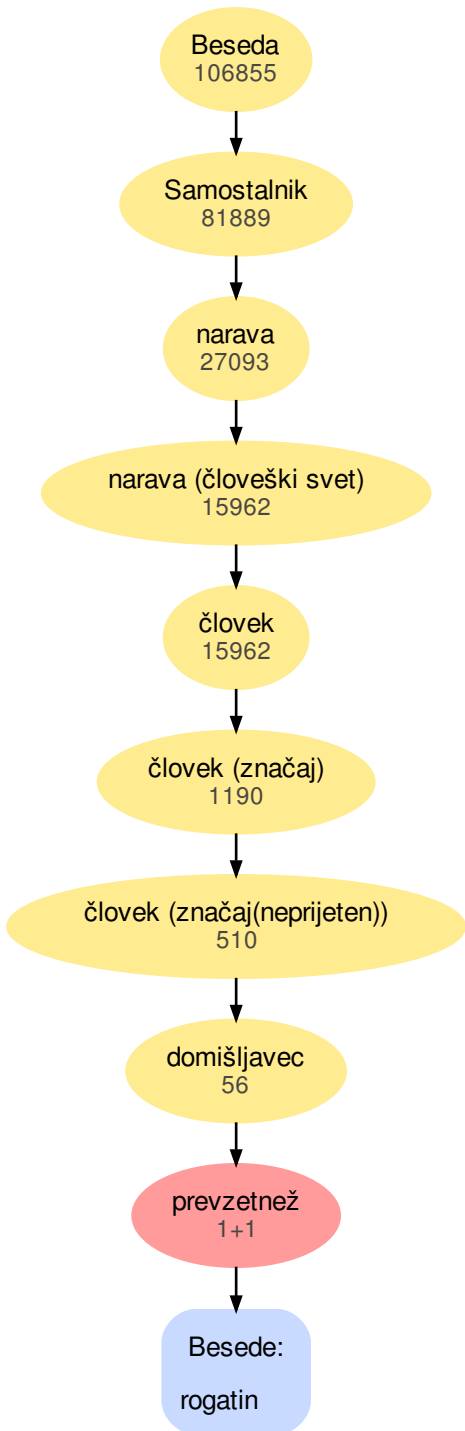 Beseda
106855
Samostalnik
81889
narava
27093
narava (človeški svet)
15962
človek
15962
človek (značaj)
1190
človek (značaj(neprijeten))
510
domišljavec
56
prevzetnež
1+1
Besede:
rogatin